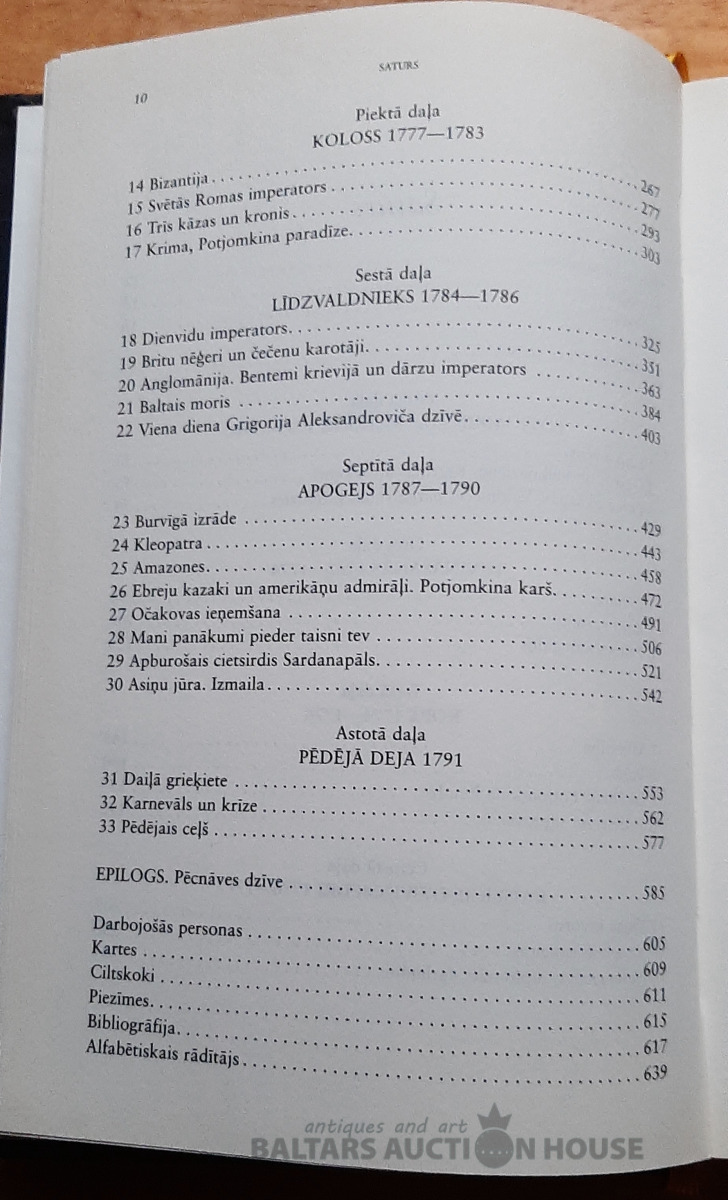 SATURS
10
Piektā daļa
KOLOSS 1777—1783
14 Bizantija. . . . . . . . . . 267
15 Svētās Romas imperators . . . . . . . . . . 277
16 Trīs kāzas un kronis. . . . . . . . . . 293
17 Krima, Potjomkina paradīze. . . . . . . . . . 303
Sestā daļa
LĪDZVALDNIEKS 1784—1786
18 Dienvidu imperators. . . . . . . . . . 325
19 Britu nēģeri un čečenu karotāji. . . . . . . . . . 351
20 Anglomānija. Bentemi krievijā un dārzu imperators . . . . . . . . . . 363
21 Baltais moris . . . . . . . . . . 384
22 Viena diena Grigorija Aleksandroviča dzīvē. . . . . . . . . . 403
Septītā daļa
APOGEJS 1787—1790
23 Burvīgā izrāde . . . . . . . . . . 429
24 Kleopatra . . . . . . . . . . 443
25 Amazones. . . . . . . . . . 458
26 Ebreju kazaki un amerikāņu admirāļi. Potjomkina karš. . . . . . . . . . 472
27 Očakovas ieņemšana . . . . . . . . . . 491
28 Mani panākumi pieder taisni tev . . . . . . . . . . 506
29 Apburošais cietsirdis Sardanapāls. . . . . . . . . . 521
30 Asiņu jūra. Izmaila. . . . . . . . . . 542
Astotā daļa
PĒDĒJĀ DEJA 1791
31 Daiļā grieķiete . . . . . . . . . . 553
32 Karnevāls un krīze . . . . . . . . . . 562
33 Pēdējais ceļš . . . . . . . . . . 577
EPILOGS. Pēcnāves dzīve . . . . . . . . . . 585
Darbojošās personas . . . . . . . . . . 605
Kartes . . . . . . . . . . 609
Ciltskoki . . . . . . . . . . 611
Piezīmes. . . . . . . . . . 615
Bibliogrāfija. . . . . . . . . . 617
Alfabētiskais rādītājs. . . . . . . . . . 639
antiques and art
BALTARS AUCTION HOUSE